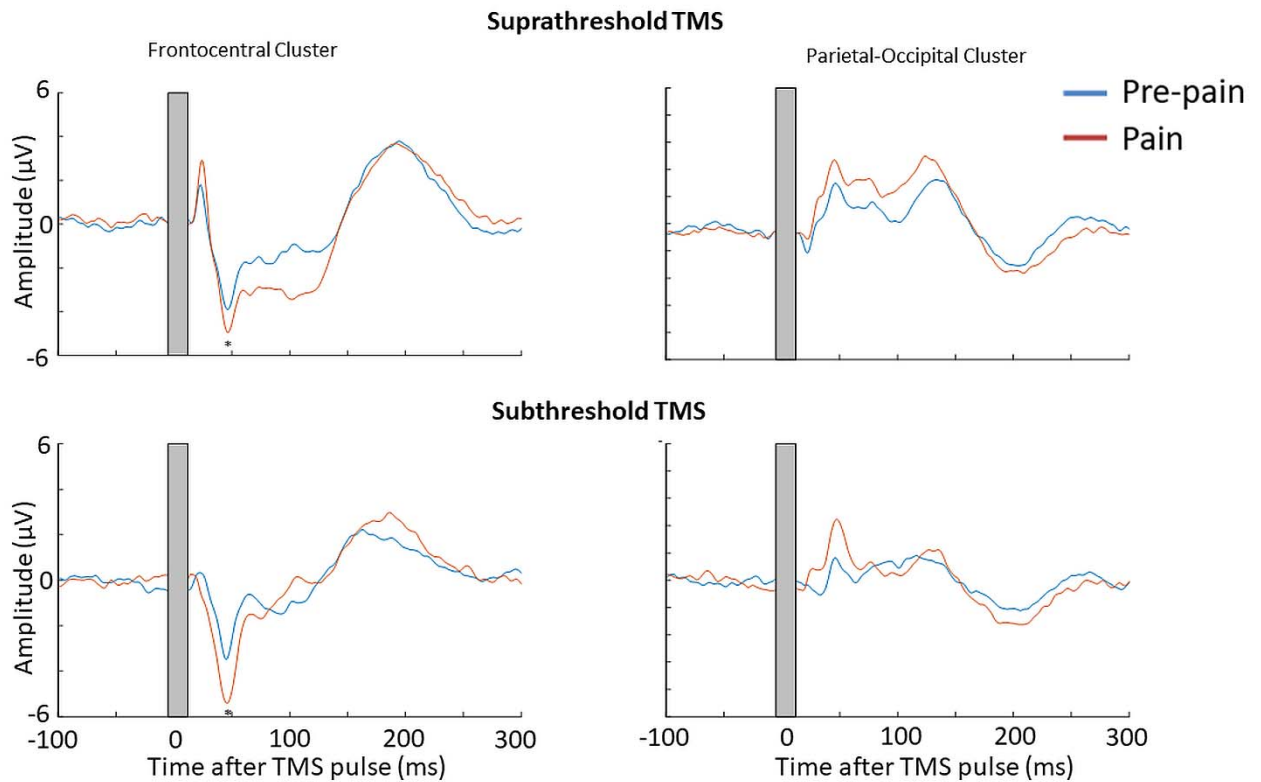 Suprathreshold TMS
Frontocentral Cluster
Parietal-Occipital Cluster
Pre-pain
Pain
6
0
-6
Amplitude (µV)
*
Subthreshold TMS
6
0
-6
Amplitude (µV)
*
-100 0 100 200 300
Time after TMS pulse (ms)
-100 0 100 200 300
Time after TMS pulse (ms)